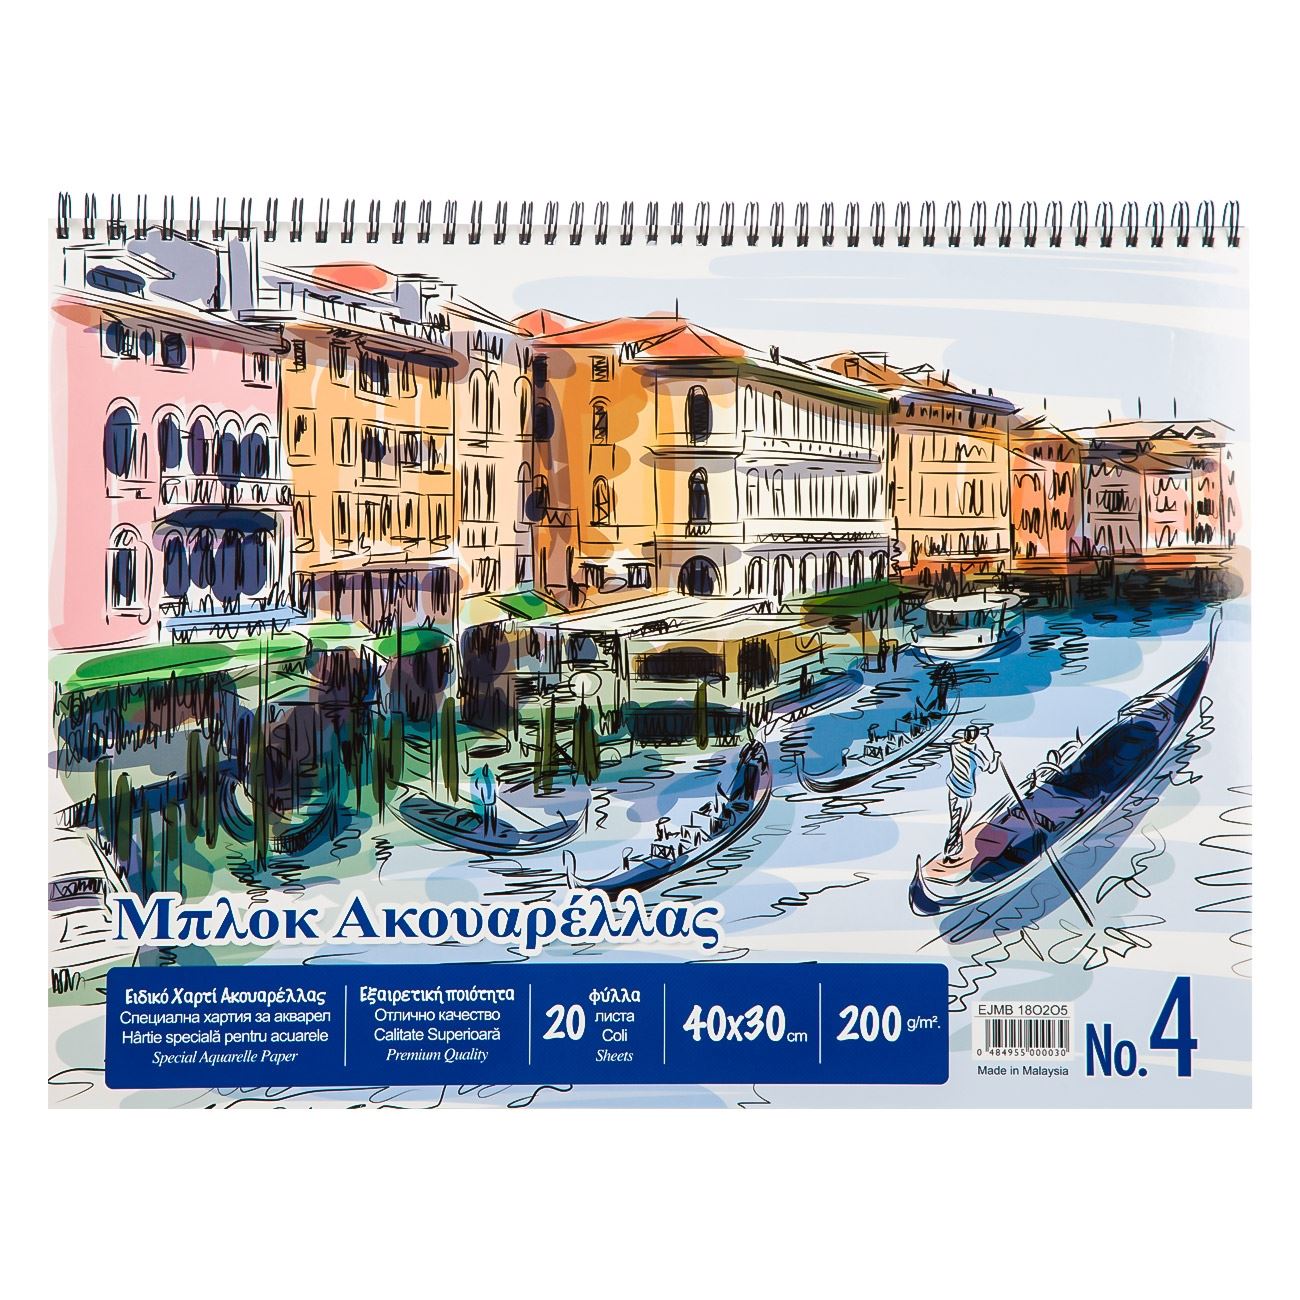 Μπλοκ Ακουαρέλλας
Ειδικό Χαρτί Ακουαρέλλας
Специална хартия за акварел
Hârtie specială pentru acuarele
Special Aquarelle Paper
Εξαιρετική ποιότητα
Отлично качество
Calitate Superioară
Premium Quality
20
φύλλα
листа
Coli
Sheets
40x30 cm
200 g/m².
EJMB 180205
0 484955 000030
Made in Malaysia
No. 4